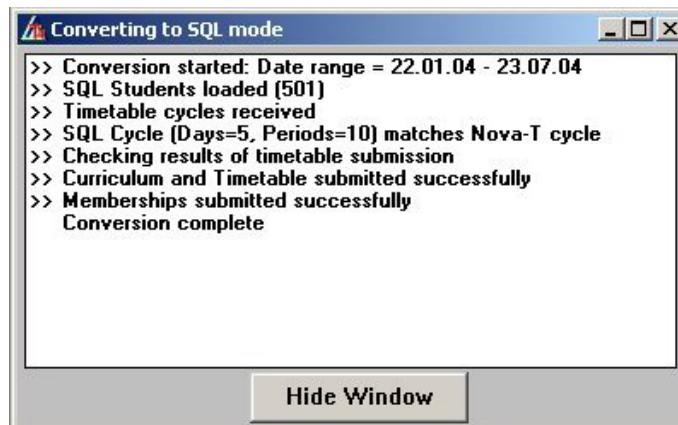 Converting to SQL mode
>> Conversion started: Date range = 22.01.04 - 23.07.04
>> SQL Students loaded (501)
>> Timetable cycles received
>> SQL Cycle (Days=5, Periods=10) matches Nova-T cycle
>> Checking results of timetable submission
>> Curriculum and Timetable submitted successfully
>> Memberships submitted successfully
Conversion complete
Hide Window